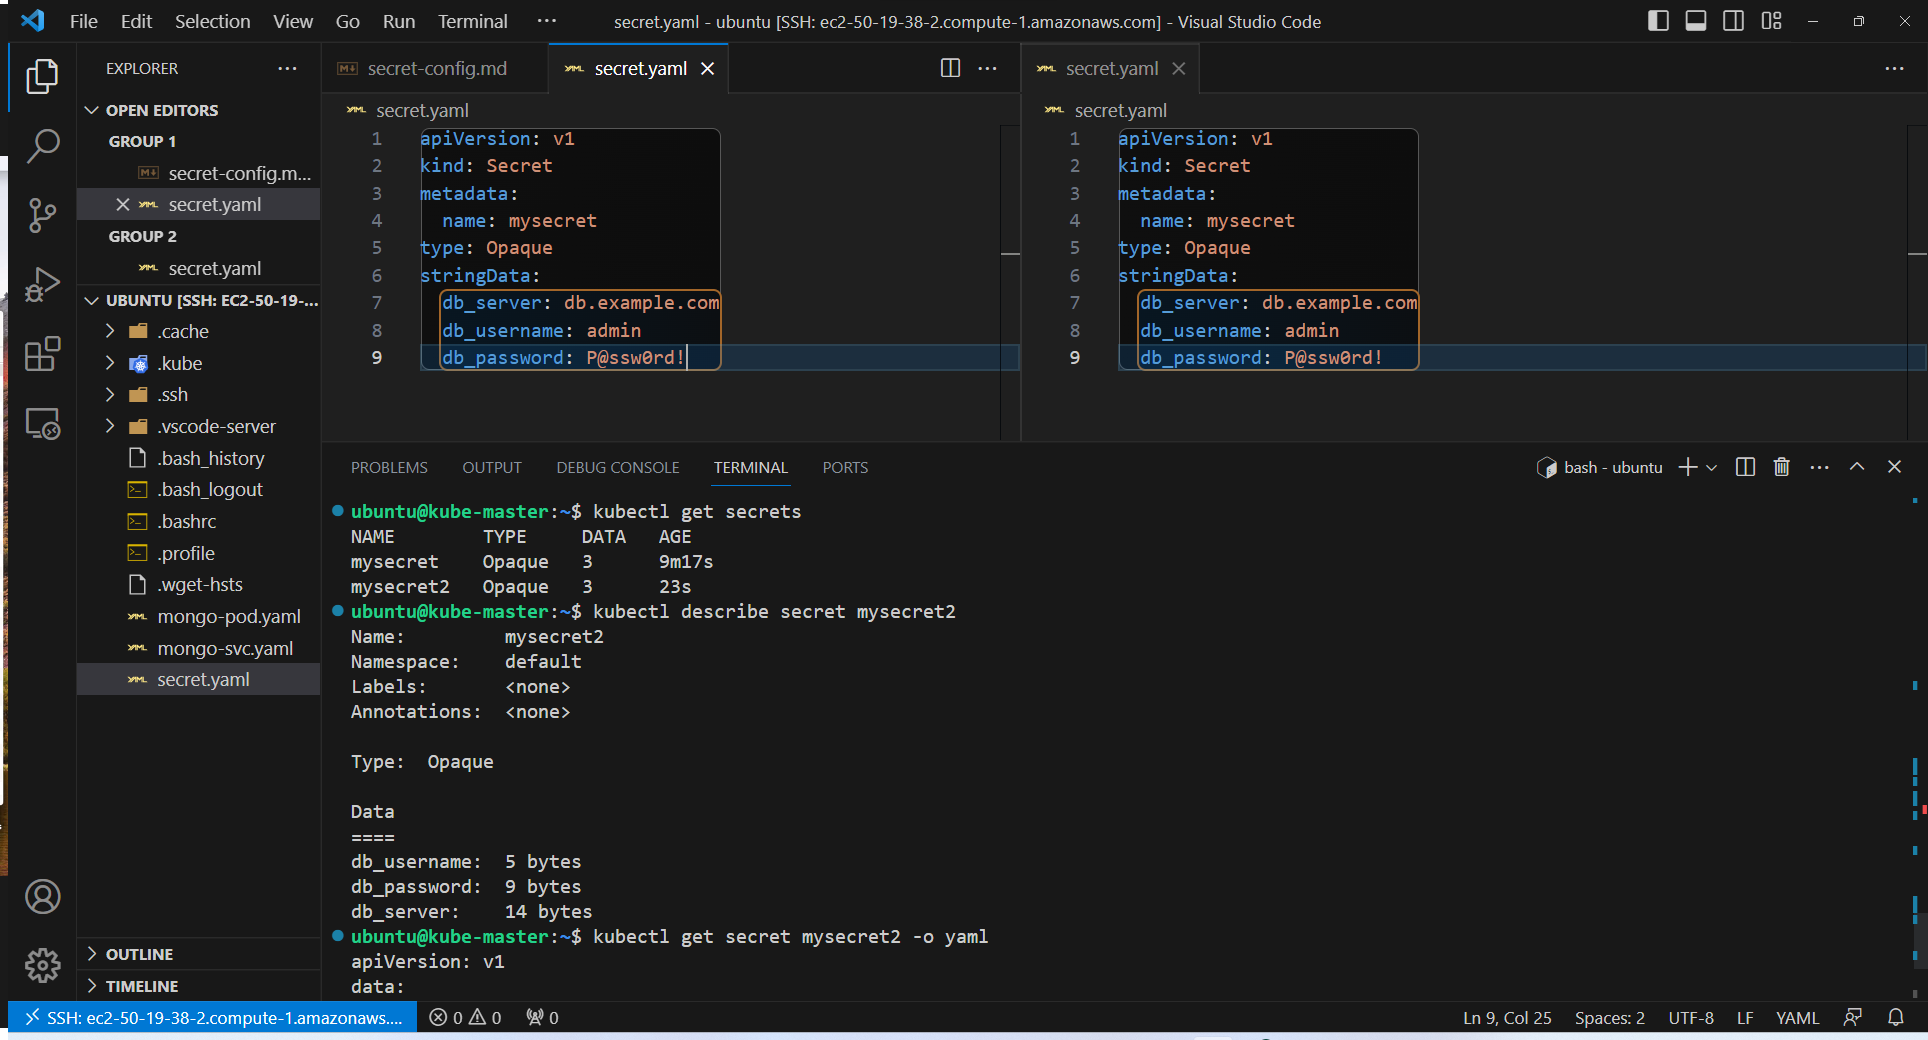 File Edit Selection View Go Run Terminal ··· secret.yaml - ubuntu [SSH: ec2-50-19-38-2.compute-1.amazonaws.com] - Visual Studio Code
EXPLORER
OPEN EDITORS
GROUP 1
secret-config.m...
secret.yaml
GROUP 2
secret.yaml
UBUNTU [SSH: EC2-50-19-...
.cache
.kube
.ssh
.vscode-server
.bash_history
.bash_logout
.bashrc
.profile
.wget-hsts
mongo-pod.yaml
mongo-svc.yaml
secret.yaml
OUTLINE
TIMELINE
secret-config.md secret.yaml
secret.yaml
1 apiVersion: v1
2 kind: Secret
3 metadata:
4   name: mysecret
5 type: Opaque
6 stringData:
7   db_server: db.example.com
8   db_username: admin
9   db_password: P@ssw0rd!
secret.yaml
secret.yaml
1 apiVersion: v1
2 kind: Secret
3 metadata:
4   name: mysecret
5 type: Opaque
6 stringData:
7   db_server: db.example.com
8   db_username: admin
9   db_password: P@ssw0rd!
PROBLEMS OUTPUT DEBUG CONSOLE TERMINAL PORTS bash - ubuntu
ubuntu@kube-master:~$ kubectl get secrets
NAME        TYPE     DATA   AGE
mysecret    Opaque   3      9m17s
mysecret2   Opaque   3      23s
ubuntu@kube-master:~$ kubectl describe secret mysecret2
Name:         mysecret2
Namespace:    default
Labels:       <none>
Annotations:  <none>
Type:  Opaque
Data
====
db_username:  5 bytes
db_password:  9 bytes
db_server:    14 bytes
ubuntu@kube-master:~$ kubectl get secret mysecret2 -o yaml
apiVersion: v1
data:
SSH: ec2-50-19-38-2.compute-1.amazonaws.... 0 0 0 Ln 9, Col 25 Spaces: 2 UTF-8 LF YAML